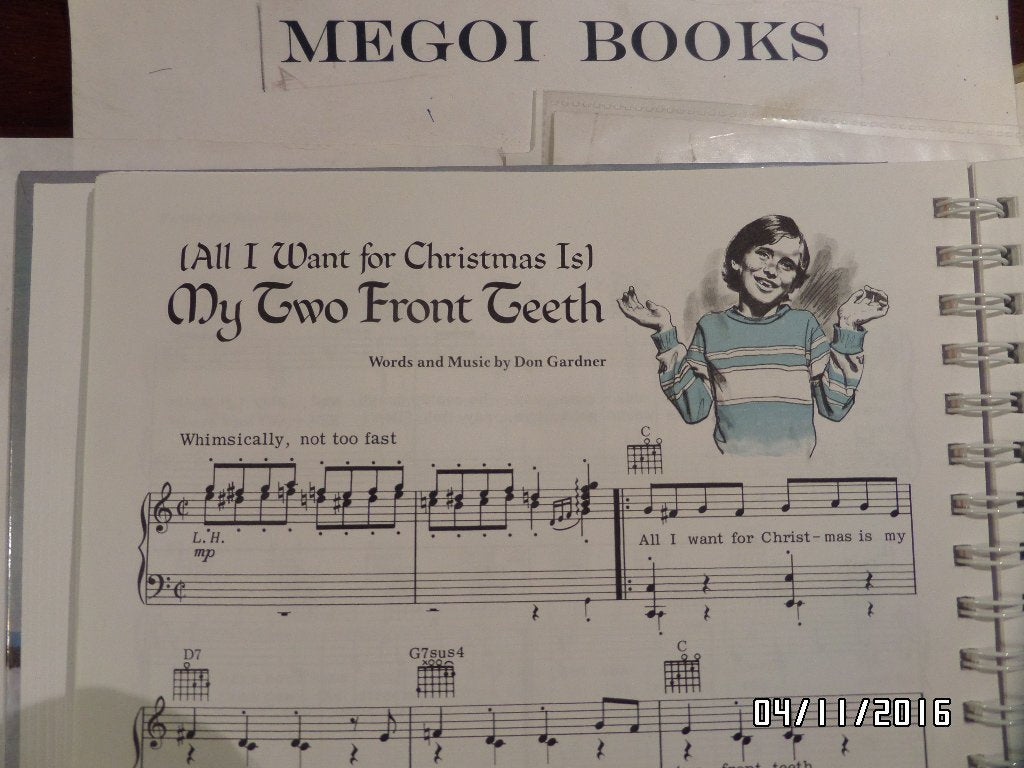 MEGOI BOOKS
(All I Want for Christmas Is)
My Two Front Teeth
Words and Music by Don Gardner
Whimsically, not too fast
C
L.H.
mp
All I want for Christ-mas is my
D7
G7sus4
C
front teeth
04/11/2016